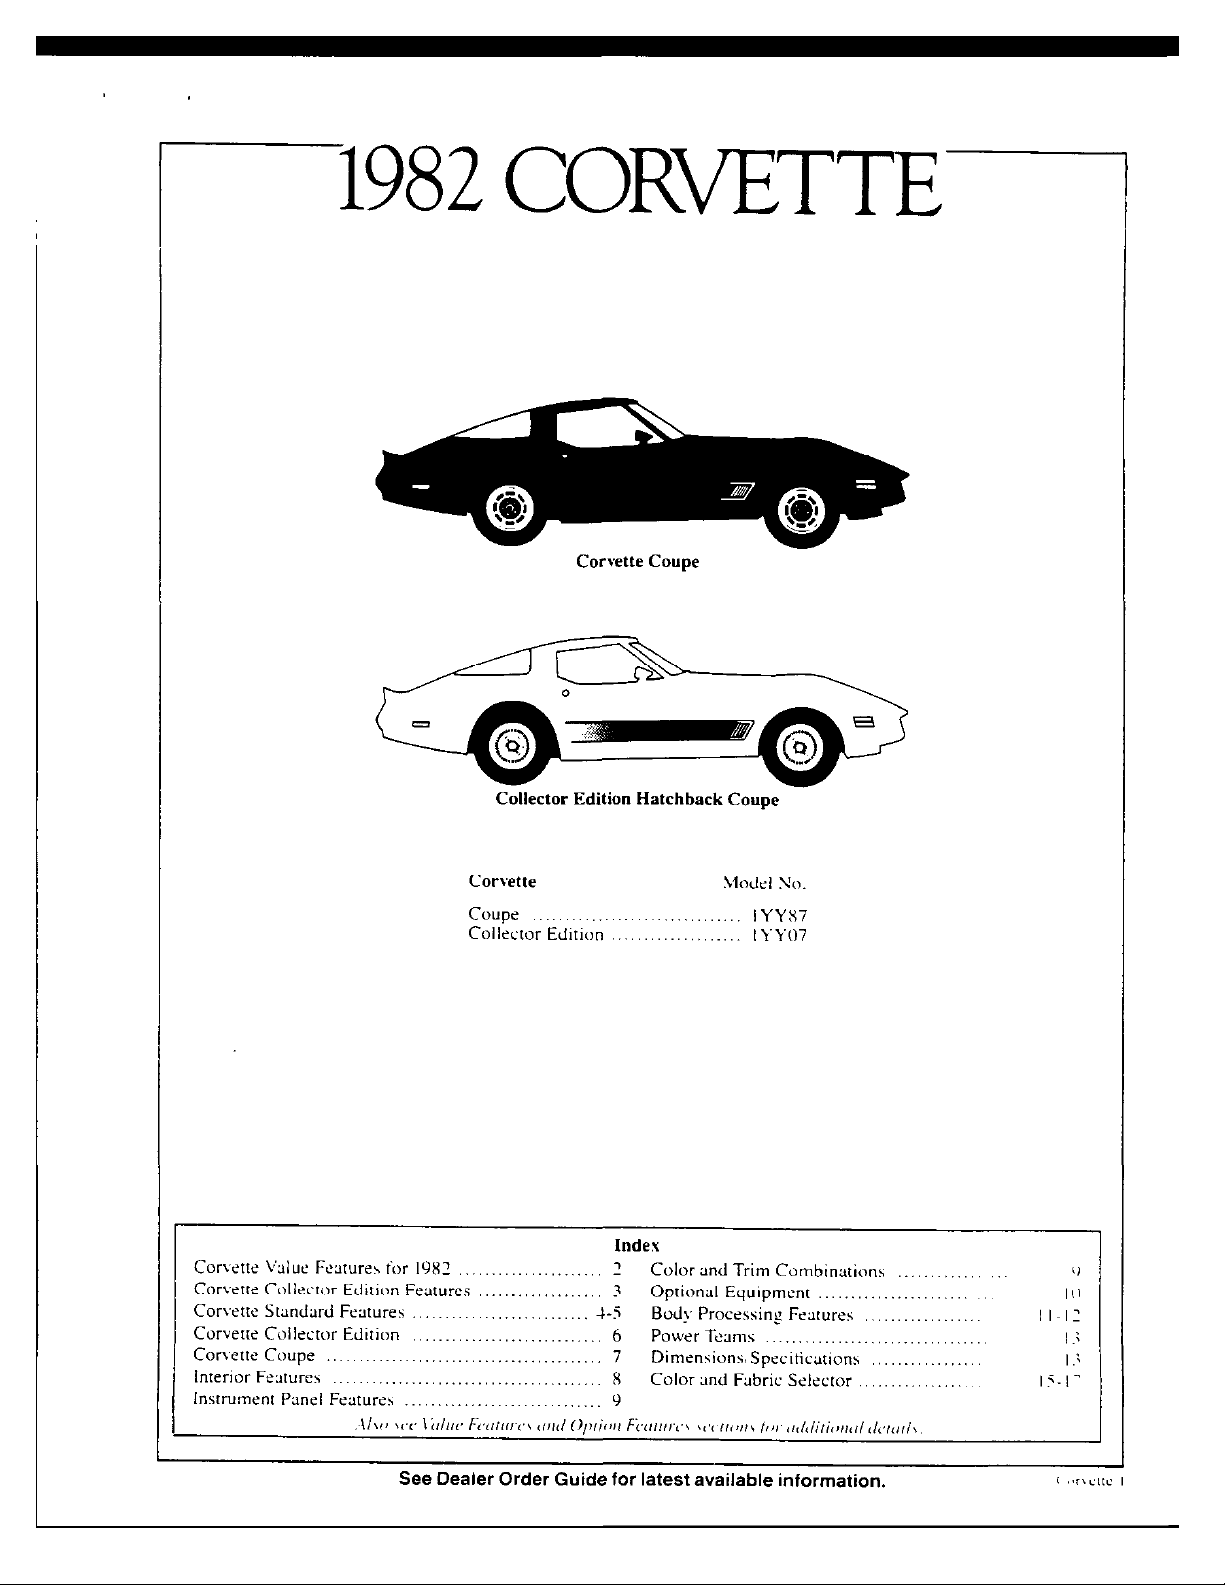 1982 CORVETTE
Corvette Coupe
Collector Edition Hatchback Coupe
Corvette Model No.
Coupe ................................ 1YY87
Collector Edition .................... 1YY07
Index
Corvette Value Features for 1982 ...................... 2
Corvette Collector Edition Features ................... 3
Corvette Standard Features ........................... 4-5
Corvette Collector Edition ............................. 6
Corvette Coupe .......................................... 7
Interior Features ......................................... 8
Instrument Panel Features .............................. 9
Color and Trim Combinations ................ 9
Optional Equipment .......................... 10
Body Processing Features .................. 11-12
Power Teams .................................. 13
Dimensions, Specifications ................. 13
Color and Fabric Selector ................... 15-17
Also see Value Features and Option Features sections for additional details.
See Dealer Order Guide for latest available information.
Corvette 1